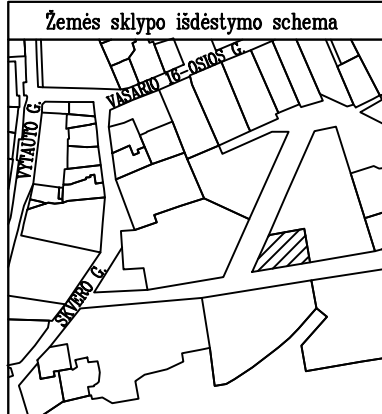 Žemės sklypo išdėstymo schema
VASARIO 16-OSIOS G.
VYTAUTO G.
SKVERO G.